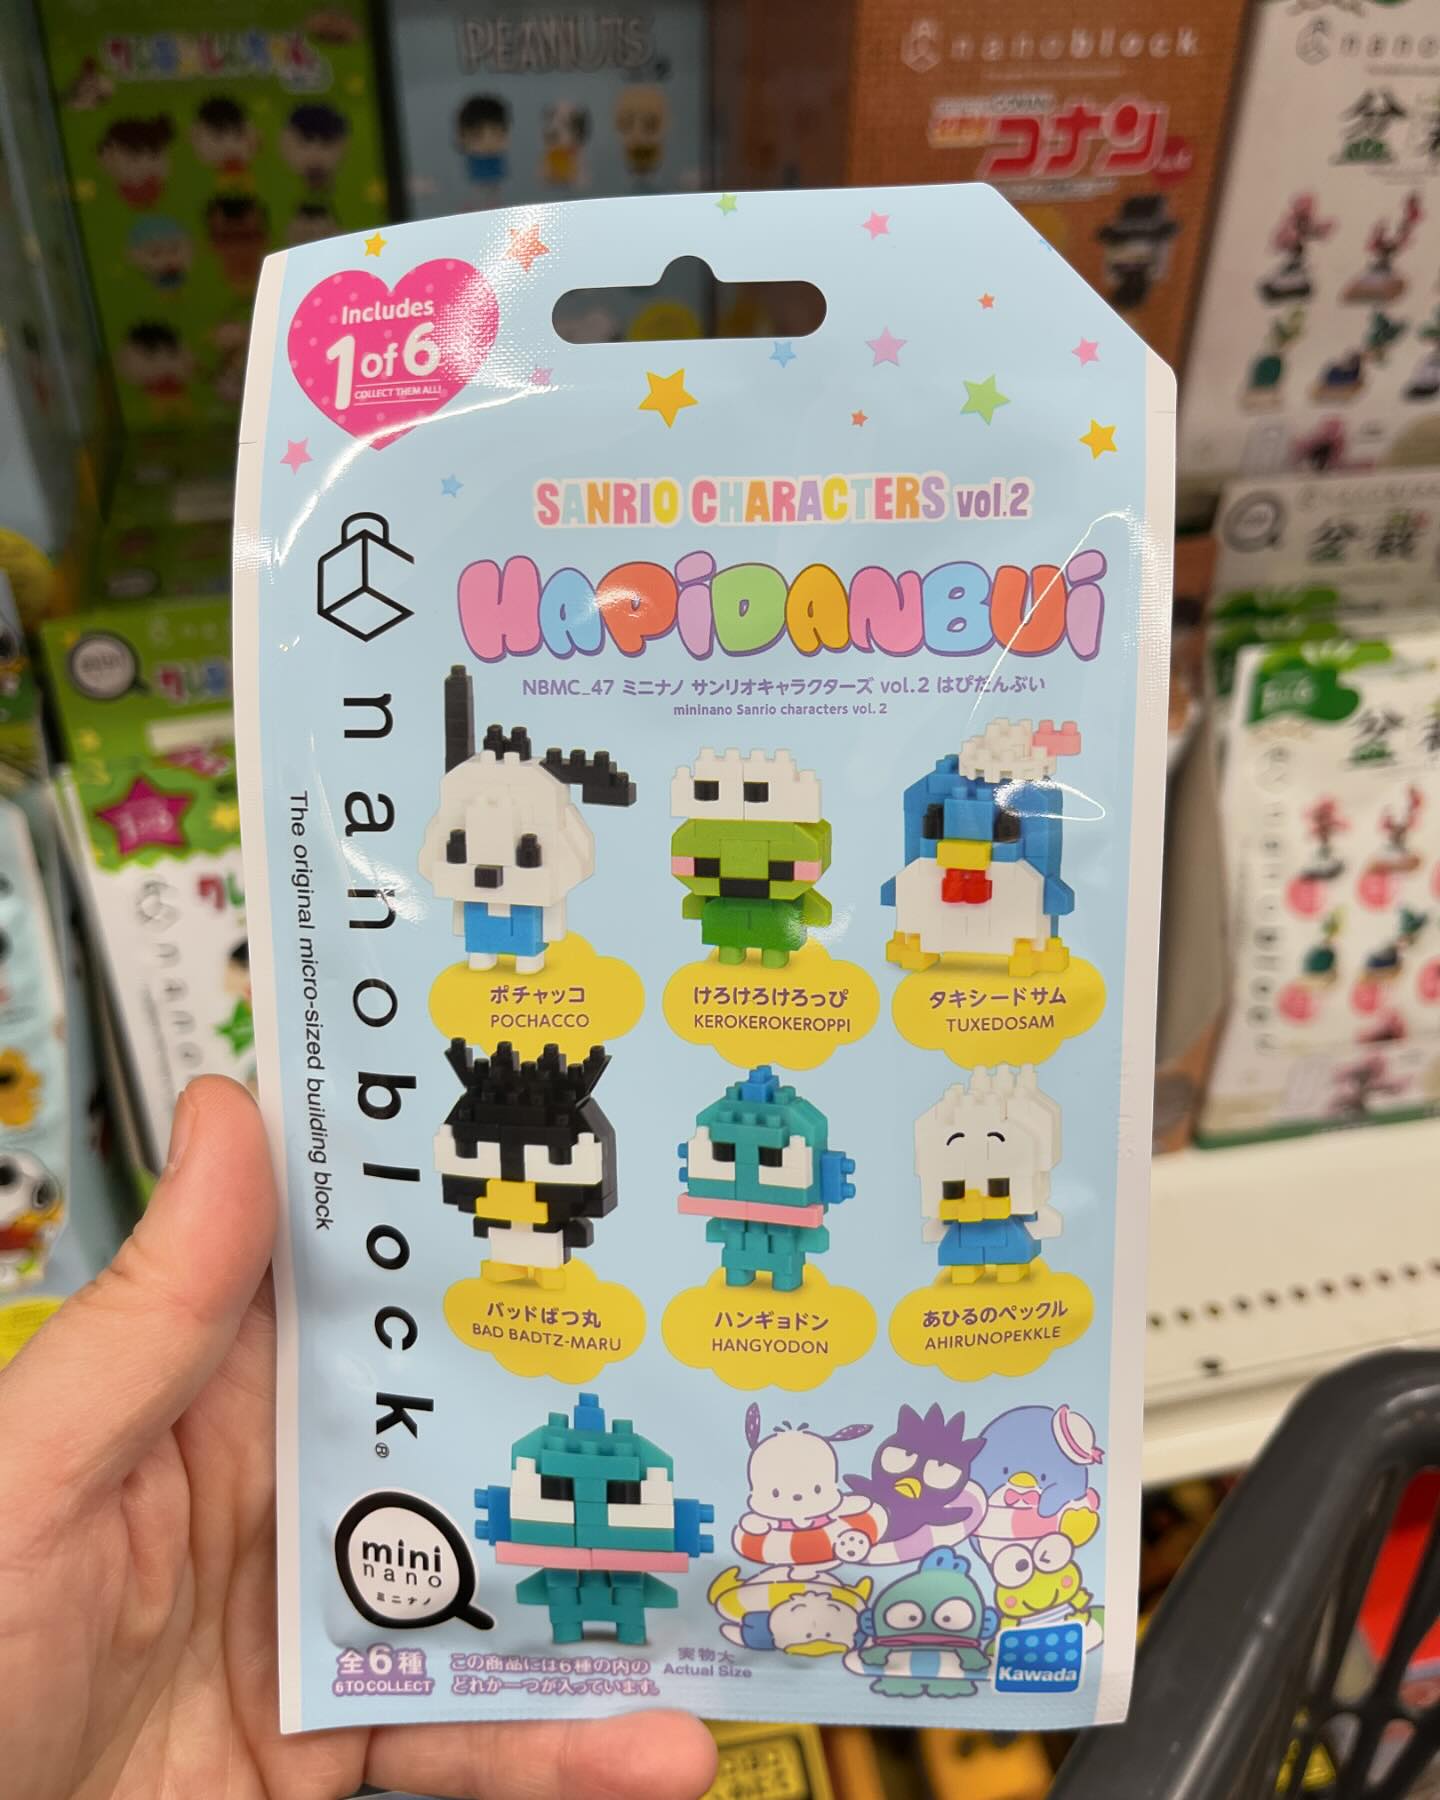 PEANUTS
nanoblock
コナン
盆
Includes
1 of 6
COLLECT THEM ALL!
SANRIO CHARACTERS vol.2
HAPiDANBUi
NBMC_47 ミニナノ サンリオキャラクターズ vol.2 はぴだんぶい
mininano Sanrio characters vol.2
nanoblock®
The original micro-sized building block
ポチャッコ
POCHACCO
けろけろけろっぴ
KEROKEROKEROPPI
タキシードサム
TUXEDOSAM
バッドばつ丸
BAD BADTZ-MARU
ハンギョドン
HANGYODON
あひるのペックル
AHIRUNOPEKKLE
mini
nano
ミニナノ
全6種
6 TO COLLECT
この商品には6種の内の
どれか一つが入っています。
実物大
Actual Size
Kawada
盆栽